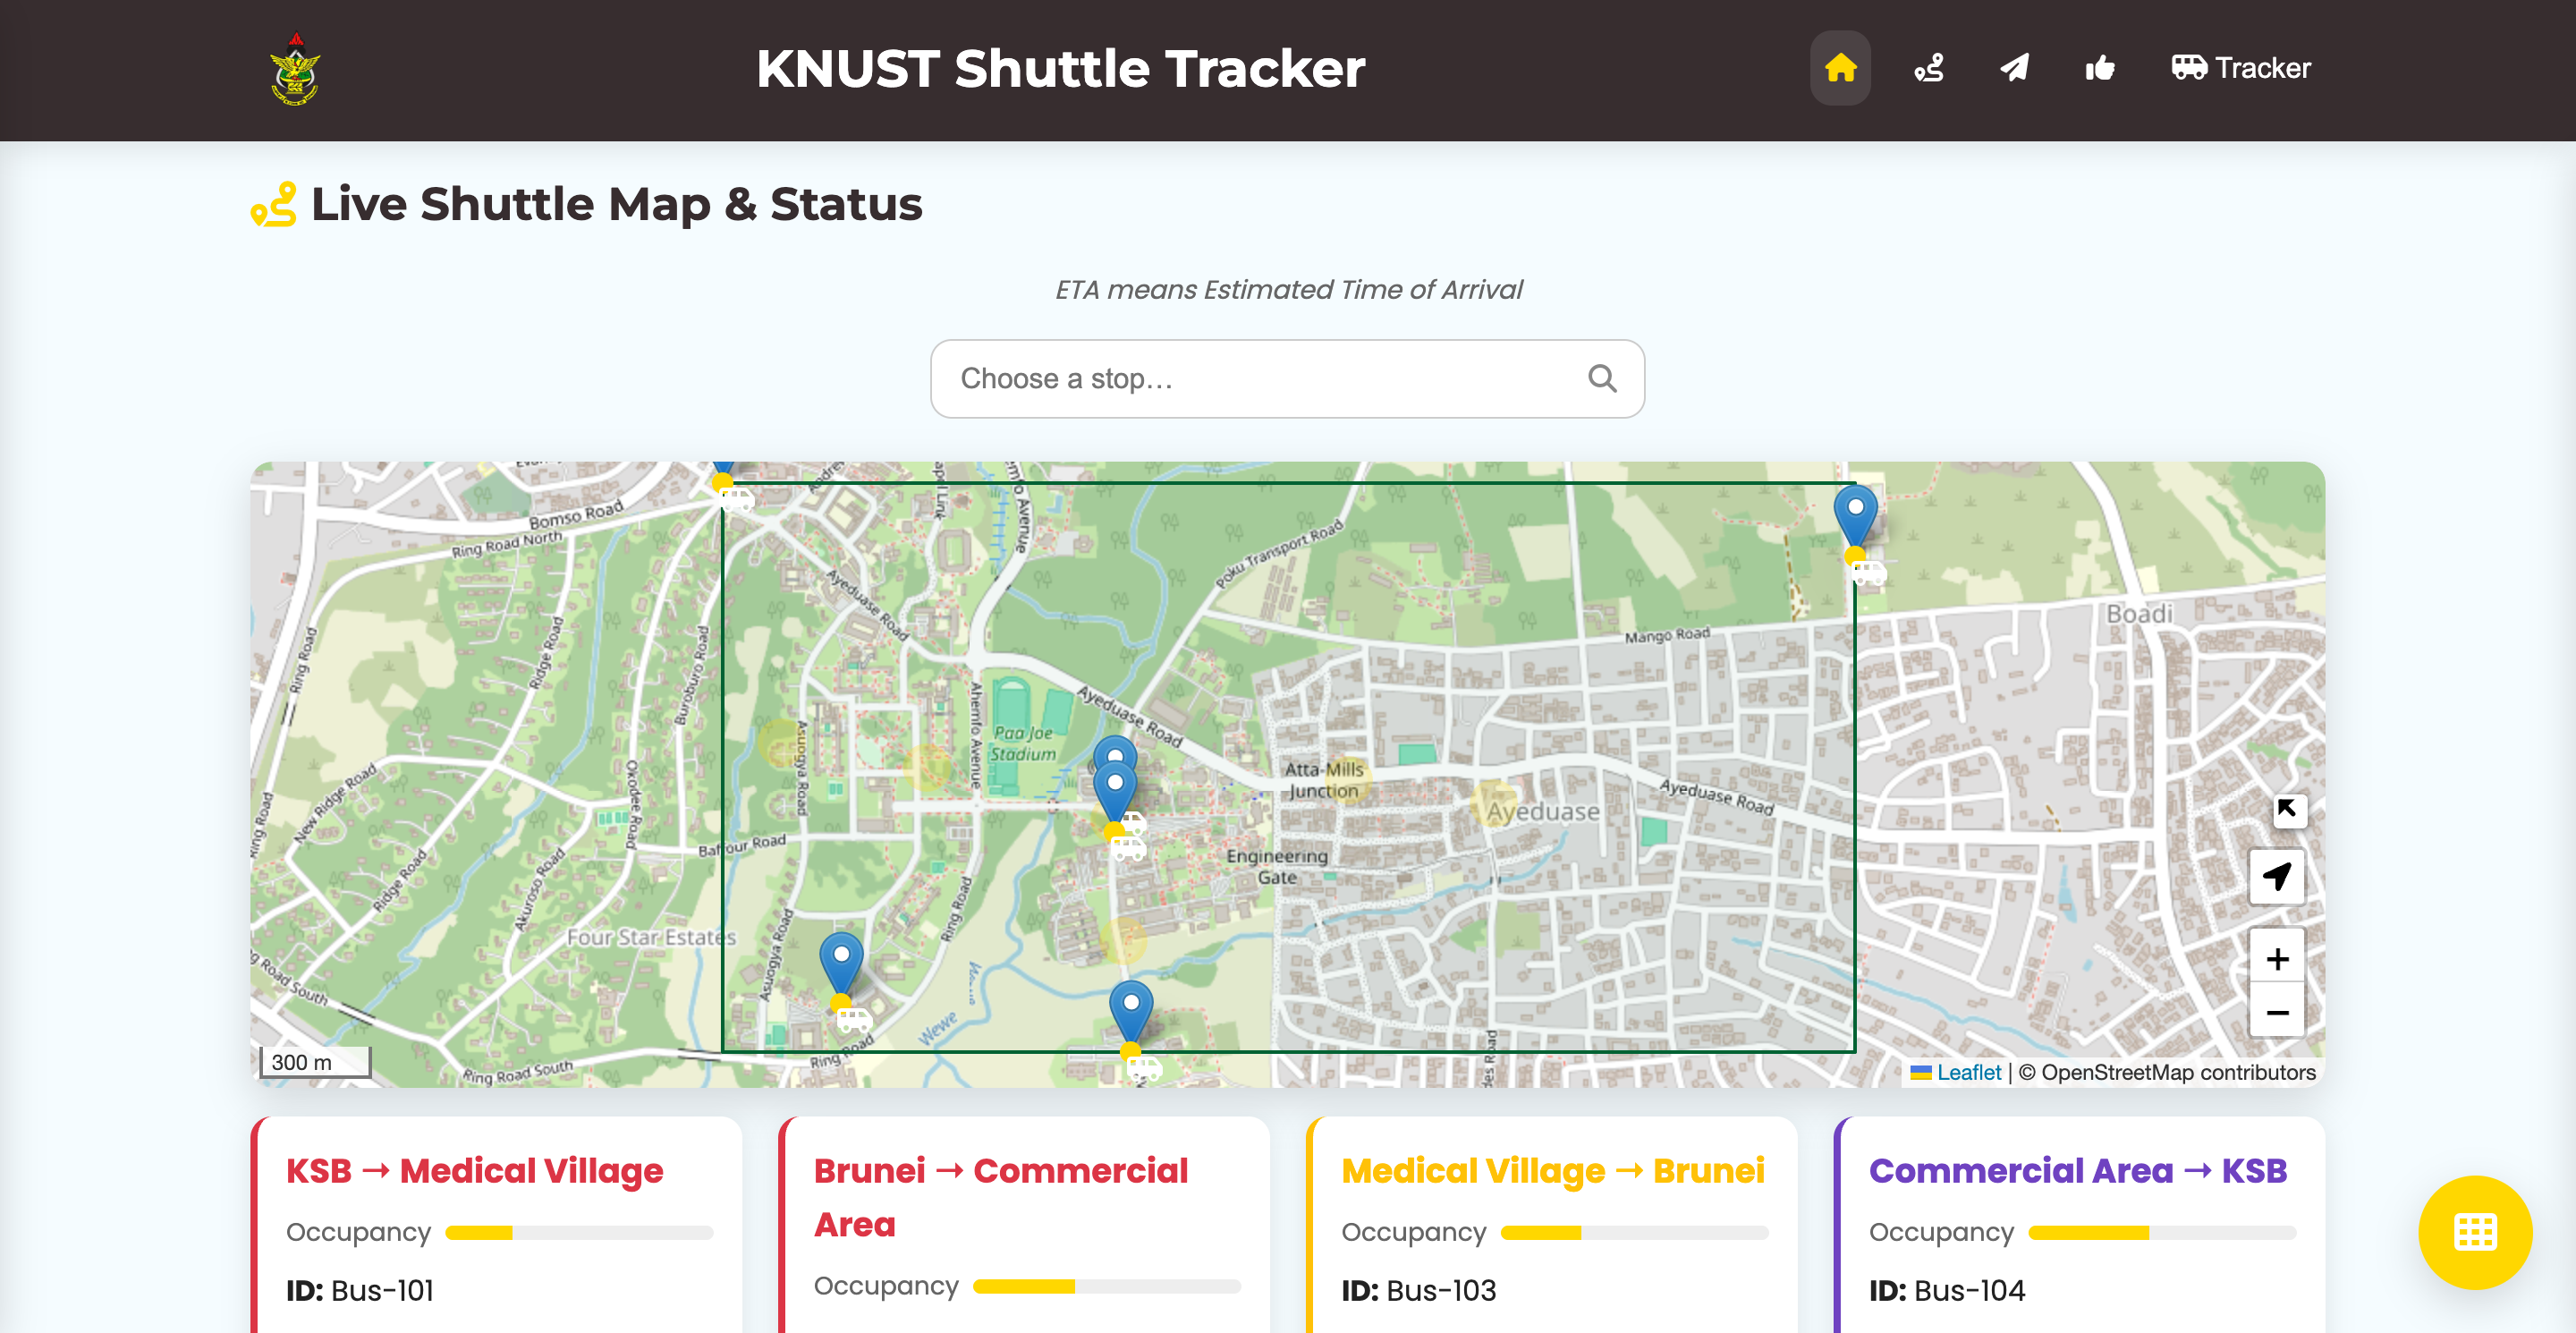 KNUST Shuttle Tracker
Tracker
Live Shuttle Map & Status
ETA means Estimated Time of Arrival
Choose a stop…
Bomso Road
Ring Road North
Ring Road
Ridge Road
Buroburo Road
Okodee Road
New Ridge Road
Ring Road
Ridge Road
Akuroso Road
Ring Road South
Ring Road South
Four Star Estates
Balfour Road
Asuogya Road
Asuogya Road
Ayeduase Road
Ahemfo Avenue
Paa Joe
Stadium
Ring Road
Ring Road
Wewe
Poku Transport Road
Ayeduase Road
Mango Road
Atta-Mills
Junction
Ayeduase
Ayeduase Road
Engineering
Gate
Boadi
300 m
+
−
Leaflet | © OpenStreetMap contributors
KSB → Medical Village
Occupancy
ID: Bus-101
Brunei → Commercial
Area
Occupancy
Medical Village → Brunei
Occupancy
ID: Bus-103
Commercial Area → KSB
Occupancy
ID: Bus-104